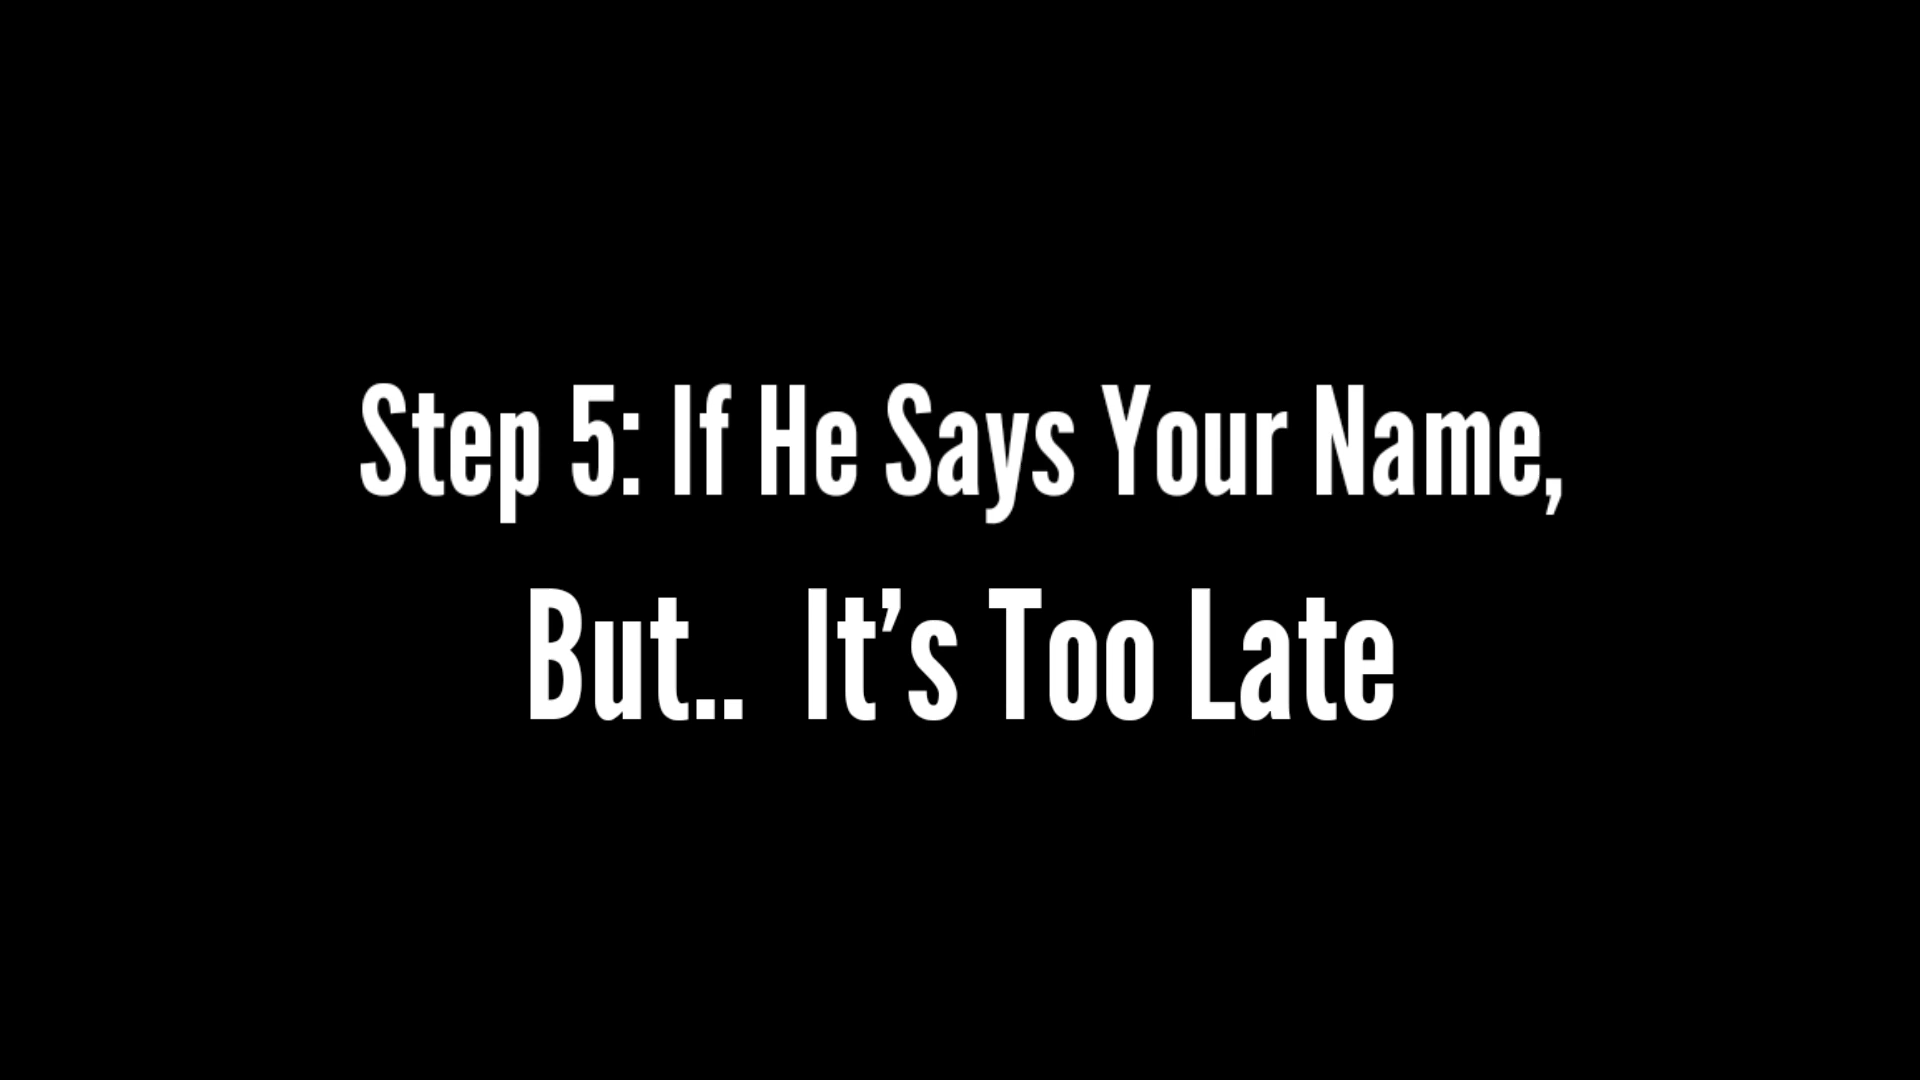 Step 5: If He Says Your Name,
But..  It’s Too Late